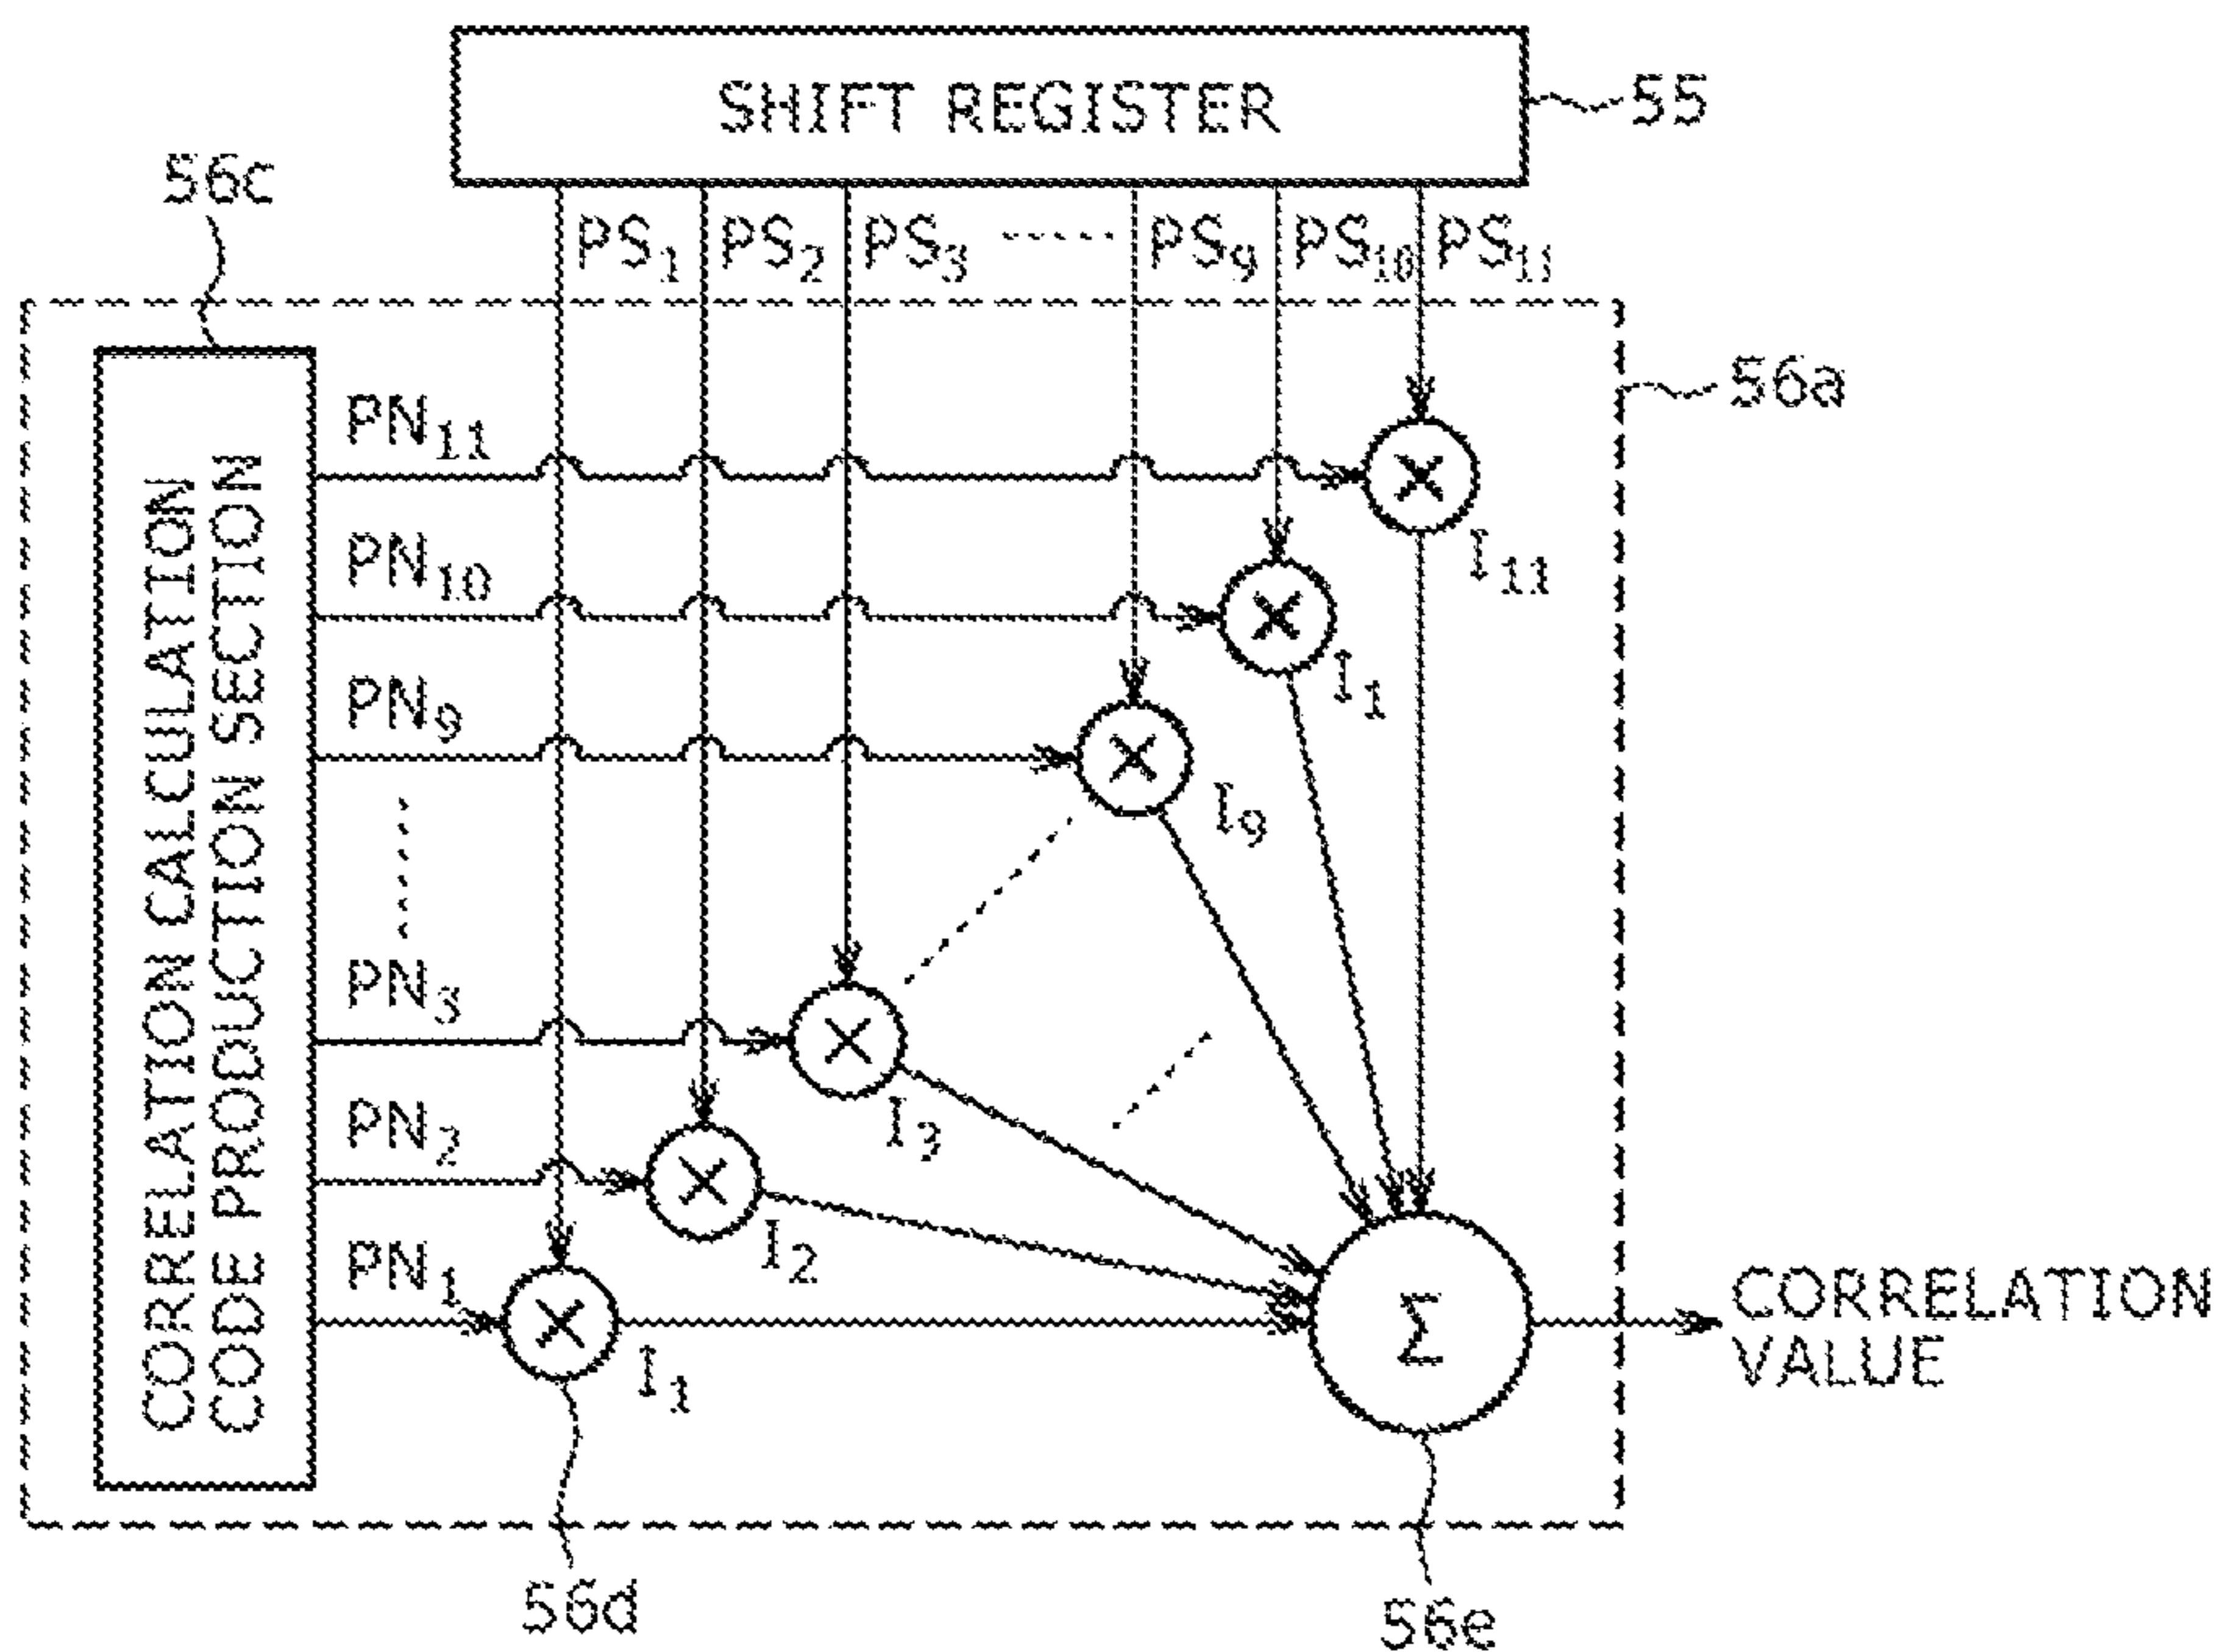 SHIFT REGISTER
55
56c
PS1 PS2 PS3 ..... PS9 PS10 PS11
56a
PN11
I11
PN10
I1
PN9
I9
PN3
I3
PN2
I2
PN1
I1
CORRELATION CALCULATION
CODE PRODUCTION SECTION
Σ
CORRELATION
VALUE
56d
56e